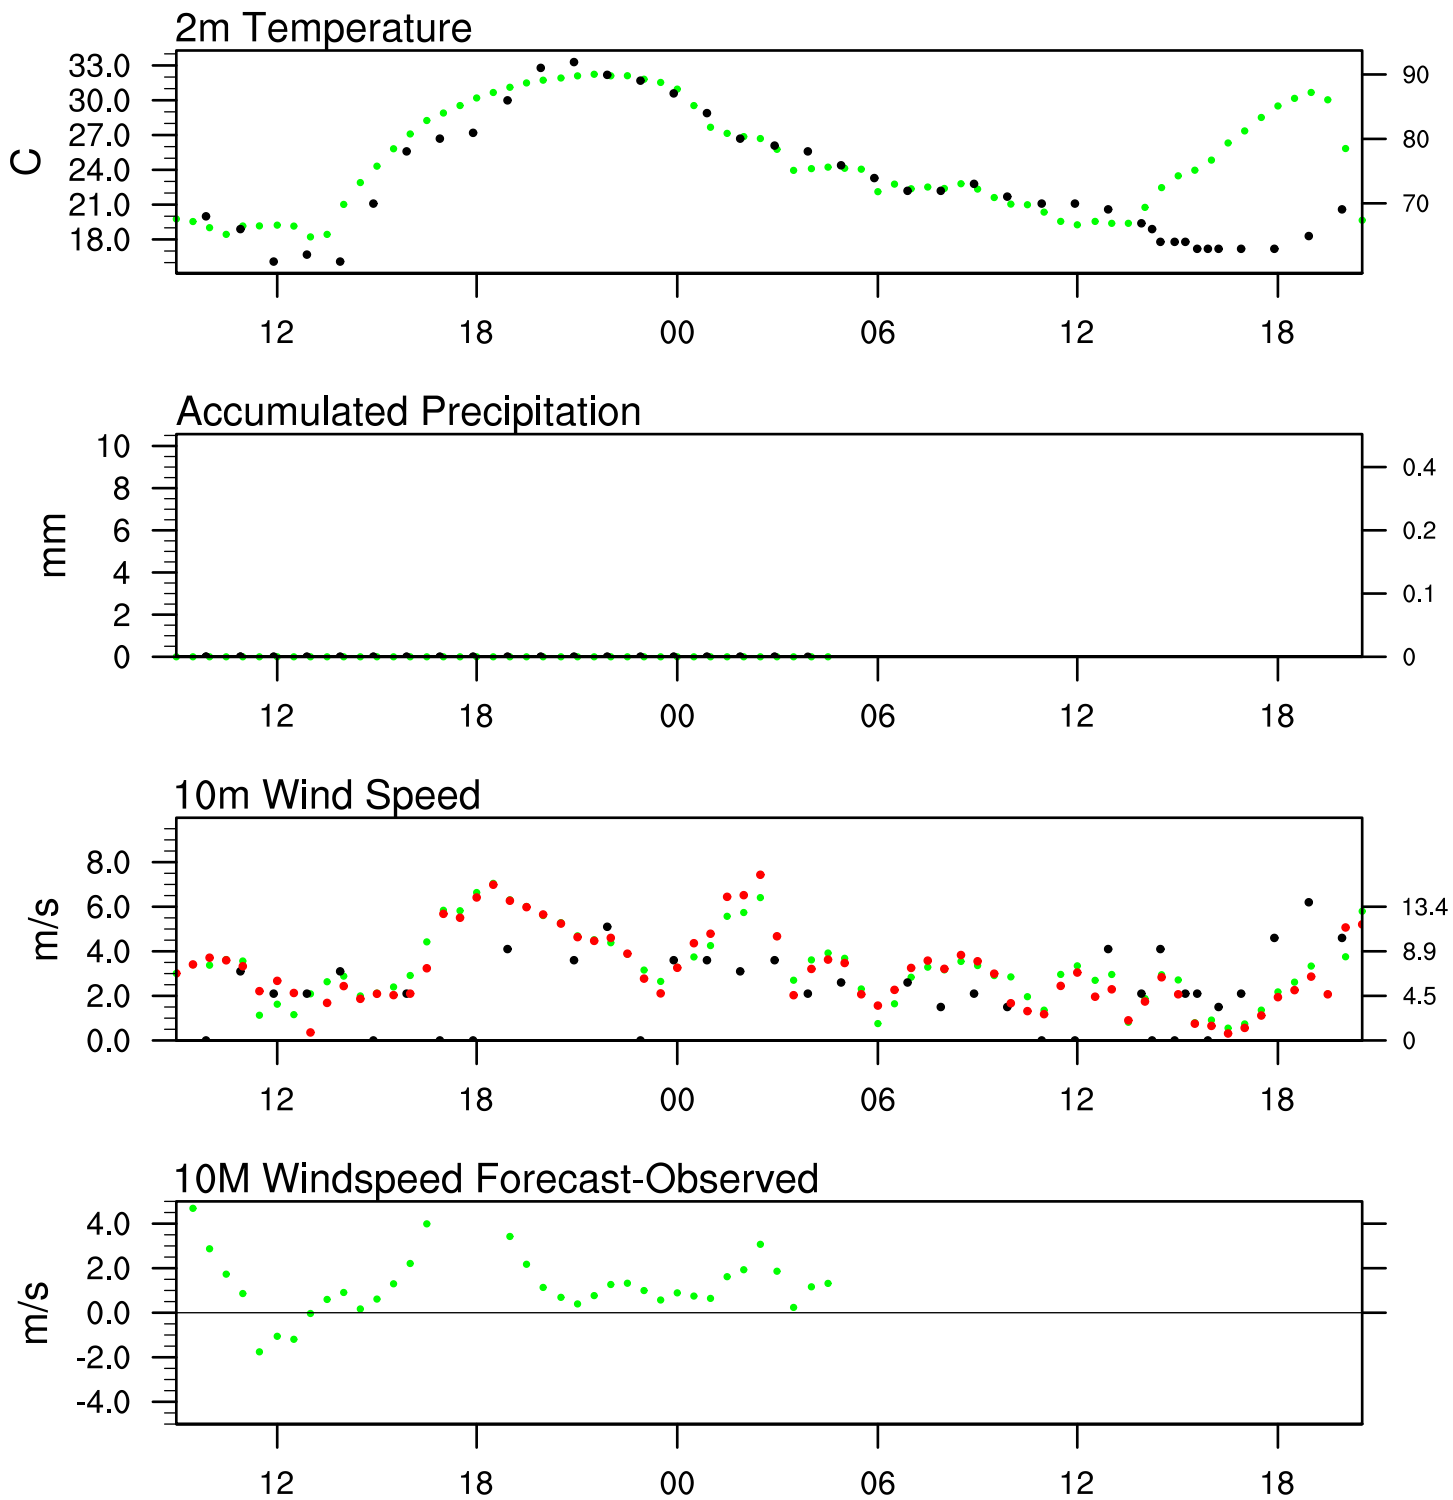 2m Temperature
33.0
30.0
27.0
24.0
21.0
18.0
C
90
80
70
12 18 00 06 12 18
Accumulated Precipitation
10
8
6
4
2
0
mm
0.4
0.2
0.1
0
12 18 00 06 12 18
10m Wind Speed
8.0
6.0
4.0
2.0
0.0
m/s
13.4
8.9
4.5
0
12 18 00 06 12 18
10M Windspeed Forecast-Observed
4.0
2.0
0.0
-2.0
-4.0
m/s
12 18 00 06 12 18